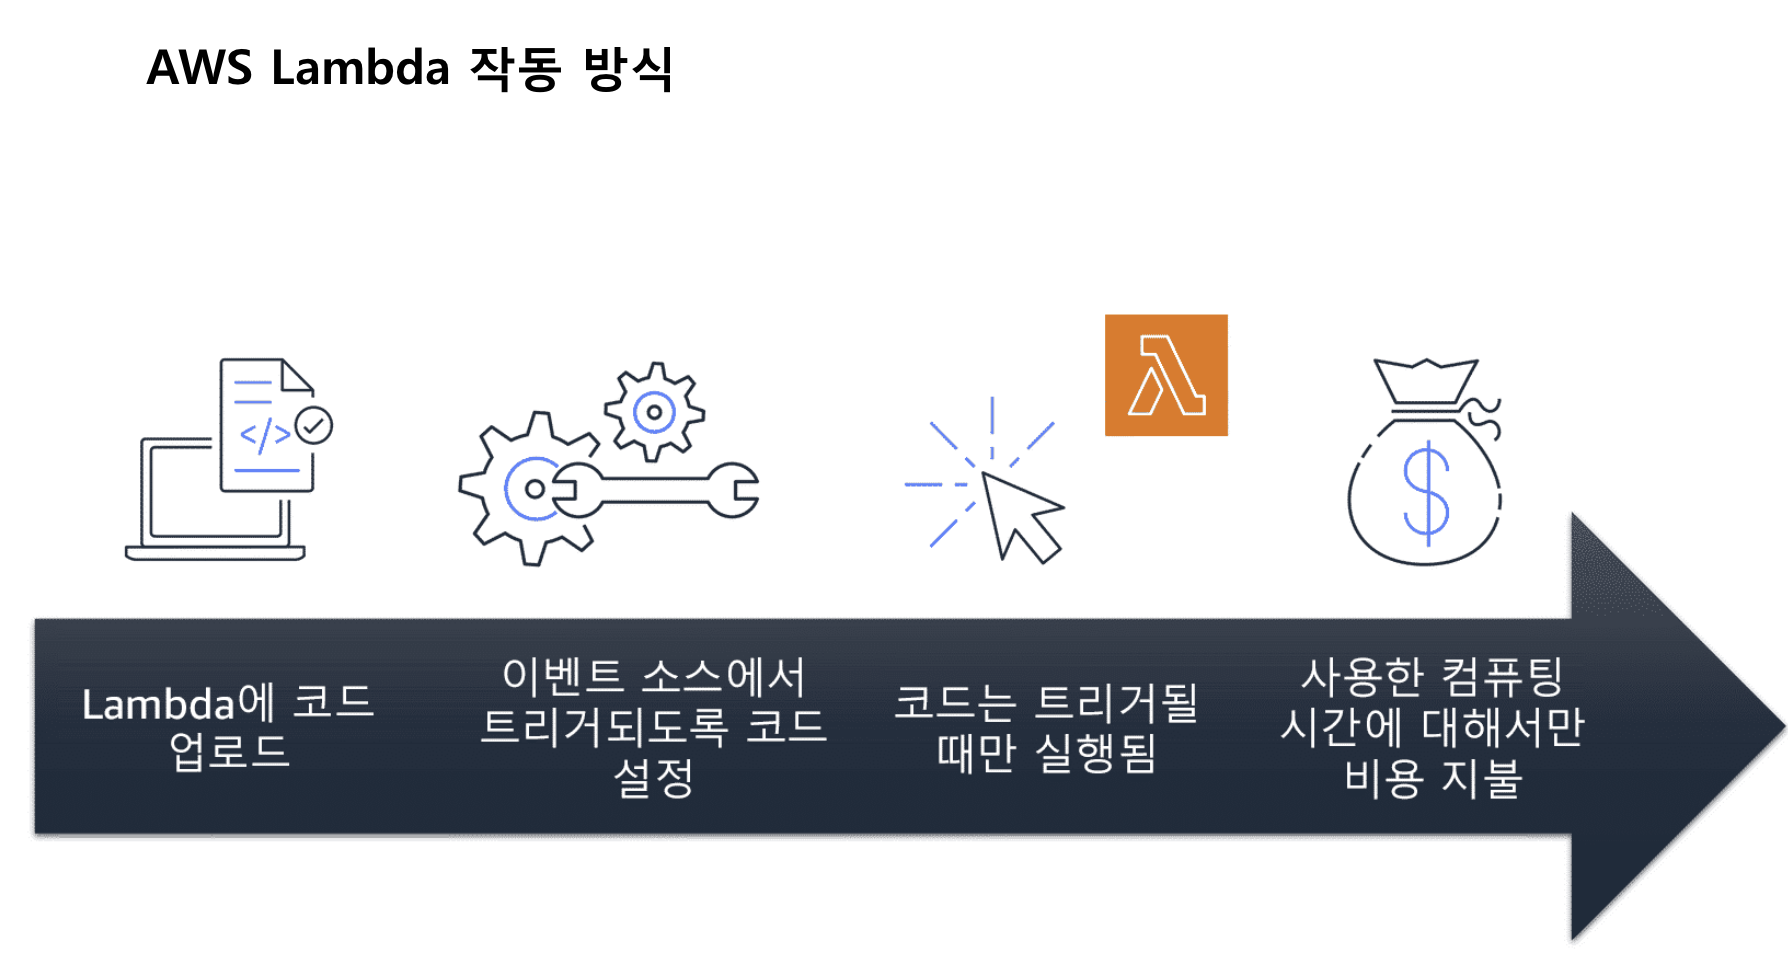 AWS Lambda 작동 방식
</>
Lambda에 코드
업로드
이벤트 소스에서
트리거되도록 코드
설정
코드는 트리거될
때만 실행됨
사용한 컴퓨팅
시간에 대해서만
비용 지불